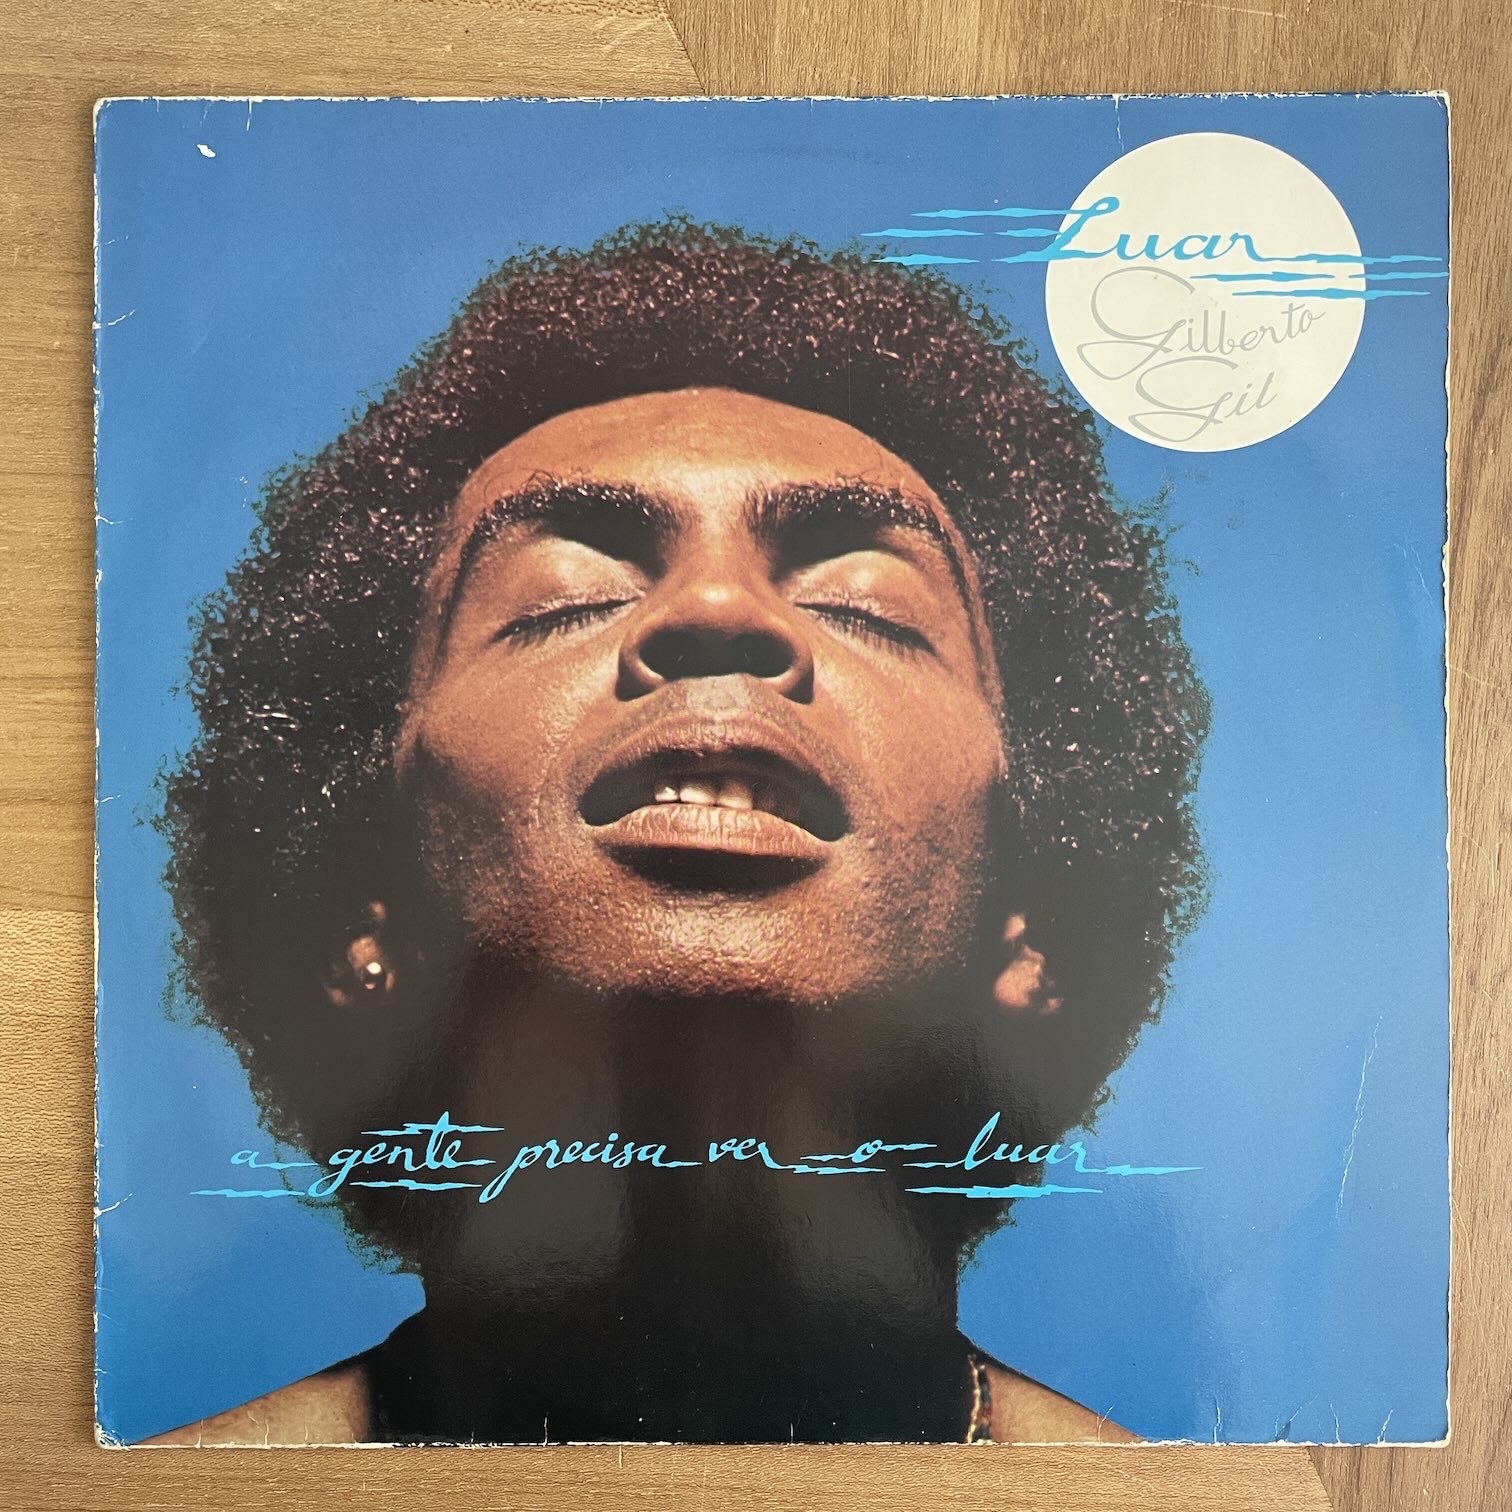 Luar
Gilberto
Gil
a gente precisa ver o luar